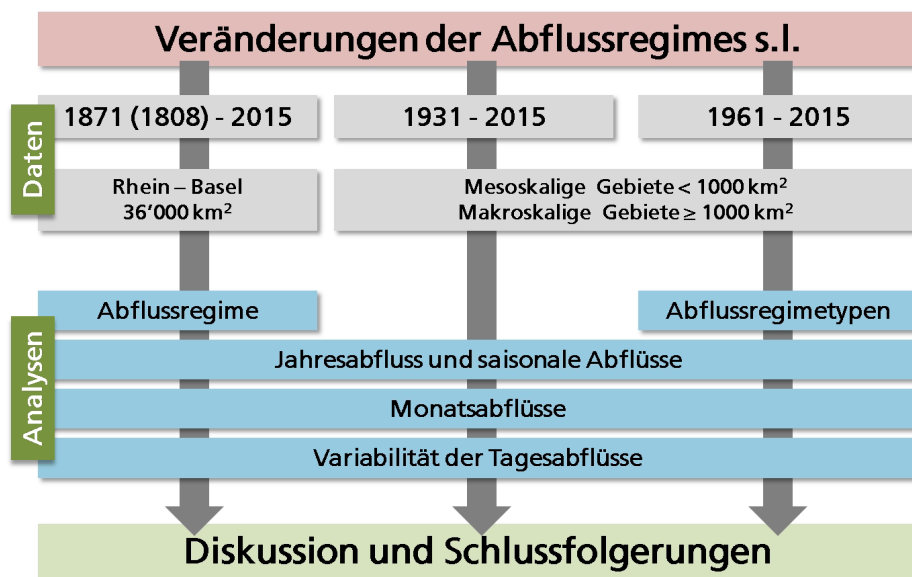 Veränderungen der Abflussregimes s.l.
Daten
1871 (1808) - 2015
1931 - 2015
1961 - 2015
Rhein – Basel
36’000 km²
Mesoskalige Gebiete < 1000 km²
Makroskalige Gebiete ≥ 1000 km²
Analysen
Abflussregime
Abflussregimetypen
Jahresabfluss und saisonale Abflüsse
Monatsabflüsse
Variabilität der Tagesabflüsse
Diskussion und Schlussfolgerungen